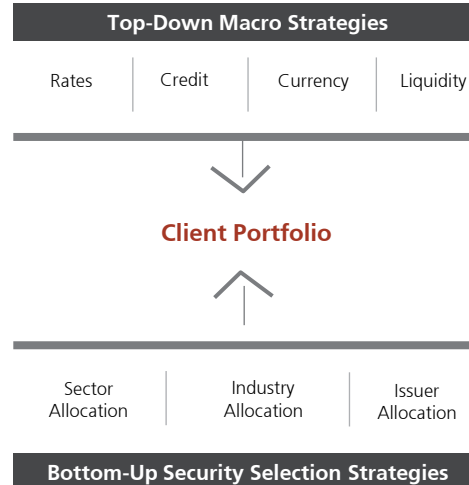 Top-Down Macro Strategies
Rates Credit Currency Liquidity
Client Portfolio
Sector Industry Issuer
Allocation Allocation Allocation
Bottom-Up Security Selection Strategies